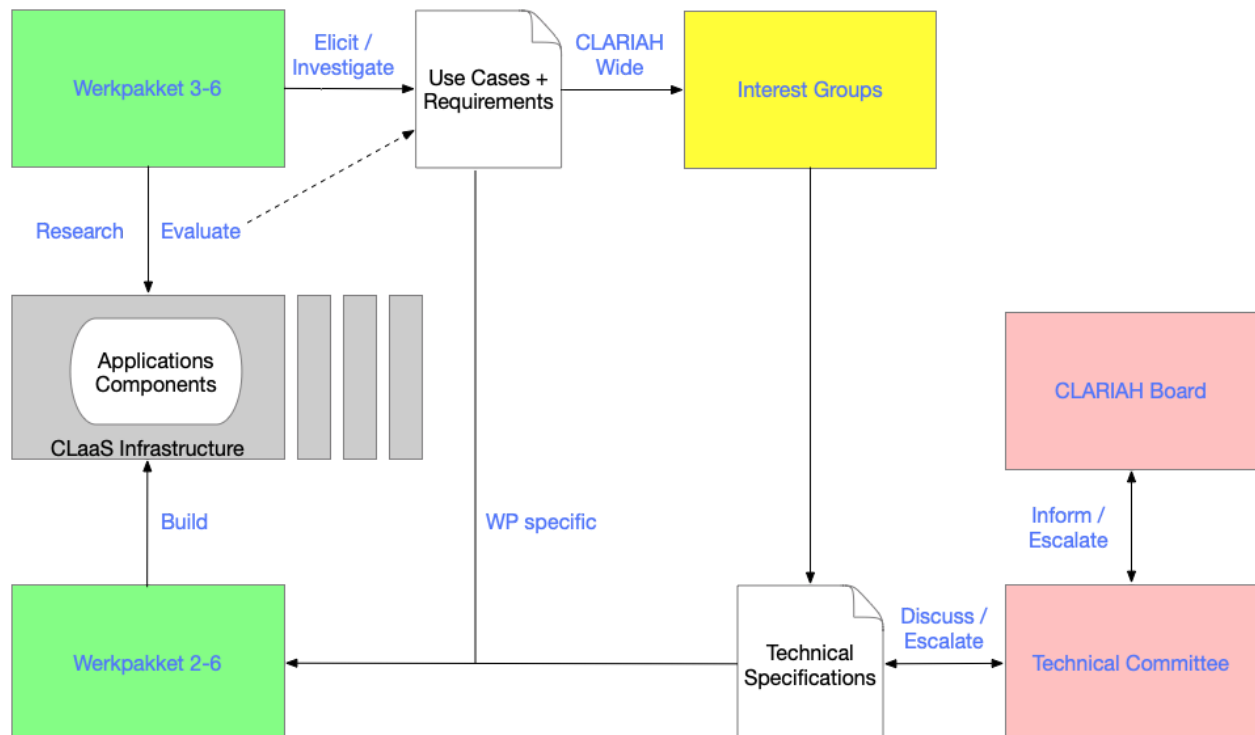 Werkpakket 3-6
Elicit /
Investigate
Use Cases +
Requirements
CLARIAH
Wide
Interest Groups
Research
Evaluate
Applications
Components
CLaaS Infrastructure
CLARIAH Board
Build
WP specific
Inform /
Escalate
Werkpakket 2-6
Technical
Specifications
Discuss /
Escalate
Technical Committee